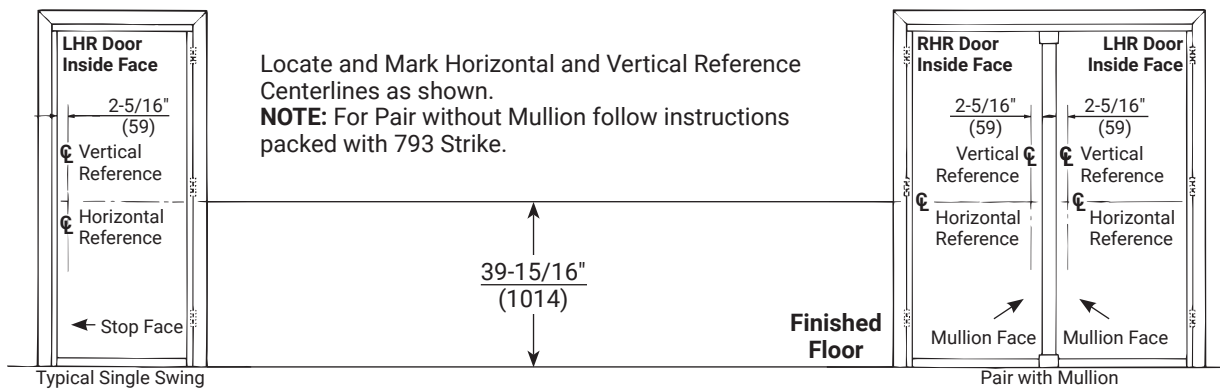 LHR Door
Inside Face
2-5/16"
(59)
℄ Vertical
Reference
℄ Horizontal
Reference
Stop Face
Typical Single Swing
Locate and Mark Horizontal and Vertical Reference
Centerlines as shown.
NOTE: For Pair without Mullion follow instructions
packed with 793 Strike.
39-15/16"
(1014)
Finished
Floor
RHR Door
Inside Face
2-5/16"
(59)
Vertical ℄
Reference
℄
Horizontal
Reference
Mullion Face
LHR Door
Inside Face
2-5/16"
(59)
℄ Vertical
Reference
℄
Horizontal
Reference
Mullion Face
Pair with Mullion